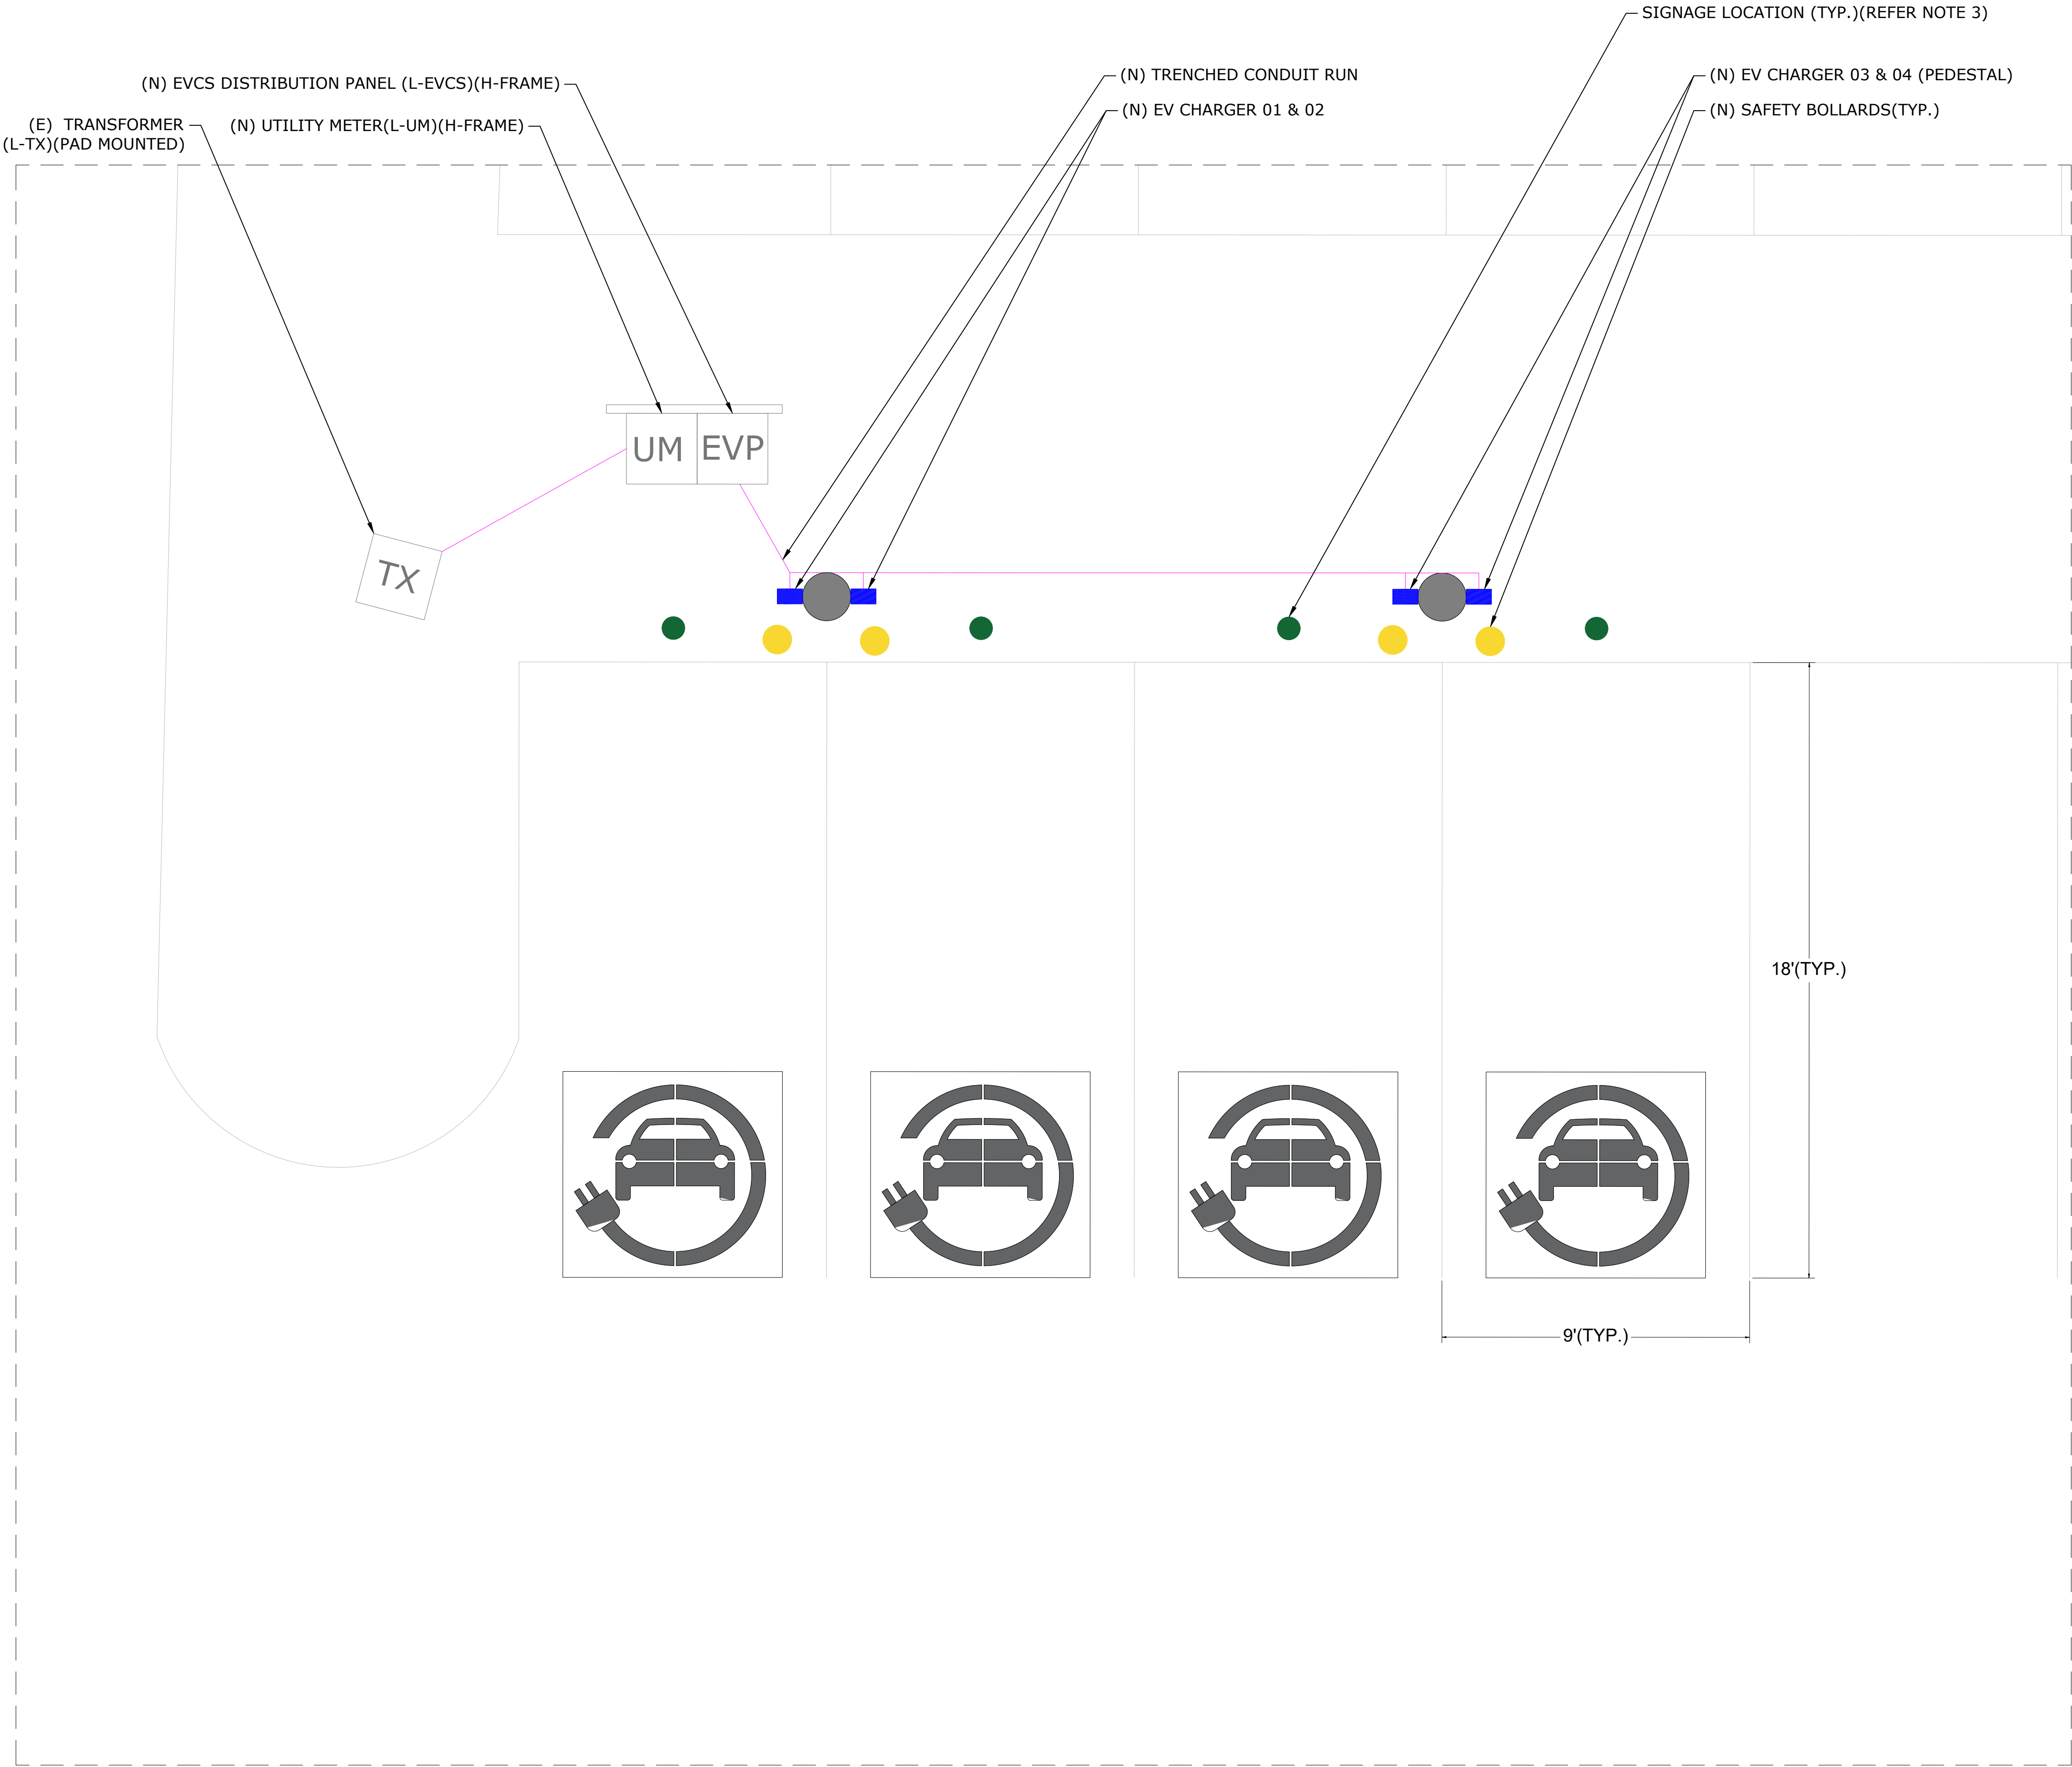 SIGNAGE LOCATION (TYP.)(REFER NOTE 3)
(N) EVCS DISTRIBUTION PANEL (L-EVCS)(H-FRAME)
(N) TRENCHED CONDUIT RUN
(N) EV CHARGER 03 & 04 (PEDESTAL)
(E) TRANSFORMER
(L-TX)(PAD MOUNTED)
(N) UTILITY METER(L-UM)(H-FRAME)
(N) EV CHARGER 01 & 02
(N) SAFETY BOLLARDS(TYP.)
UM
EVP
TX
18'(TYP.)
9'(TYP.)